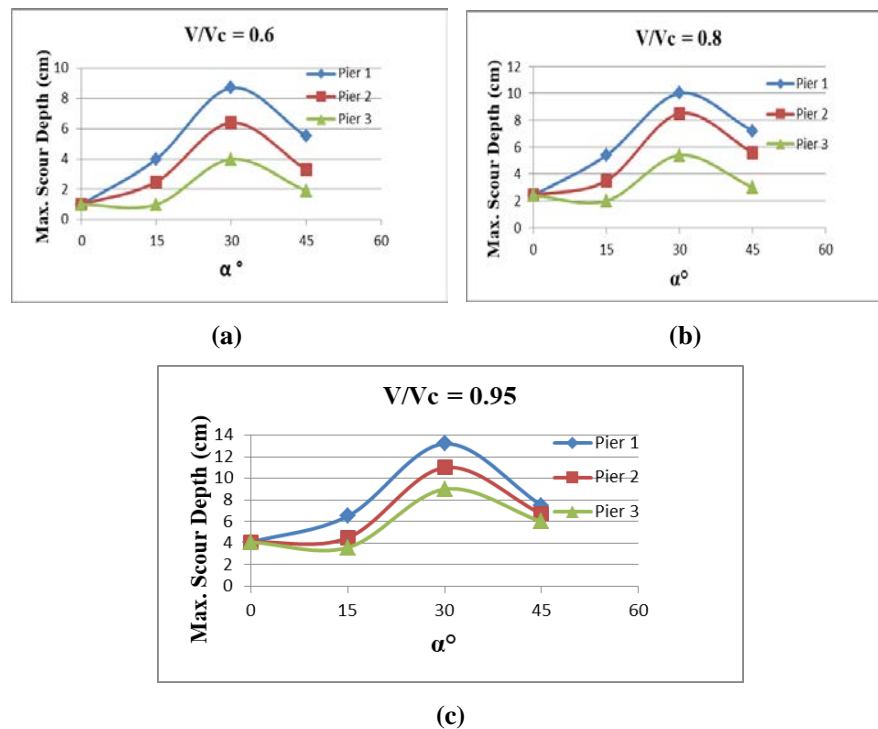 V/Vc = 0.6
Max. Scour Depth (cm)
10
8
6
4
2
0
0 15 30 45 60
α °
Pier 1
Pier 2
Pier 3
(a)
V/Vc = 0.8
Max. Scour Depth (cm)
12
10
8
6
4
2
0
0 15 30 45 60
α°
Pier 1
Pier 2
Pier 3
(b)
V/Vc = 0.95
Max. Scour Depth (cm)
14
12
10
8
6
4
2
0
0 15 30 45 60
α°
Pier 1
Pier 2
Pier 3
(c)